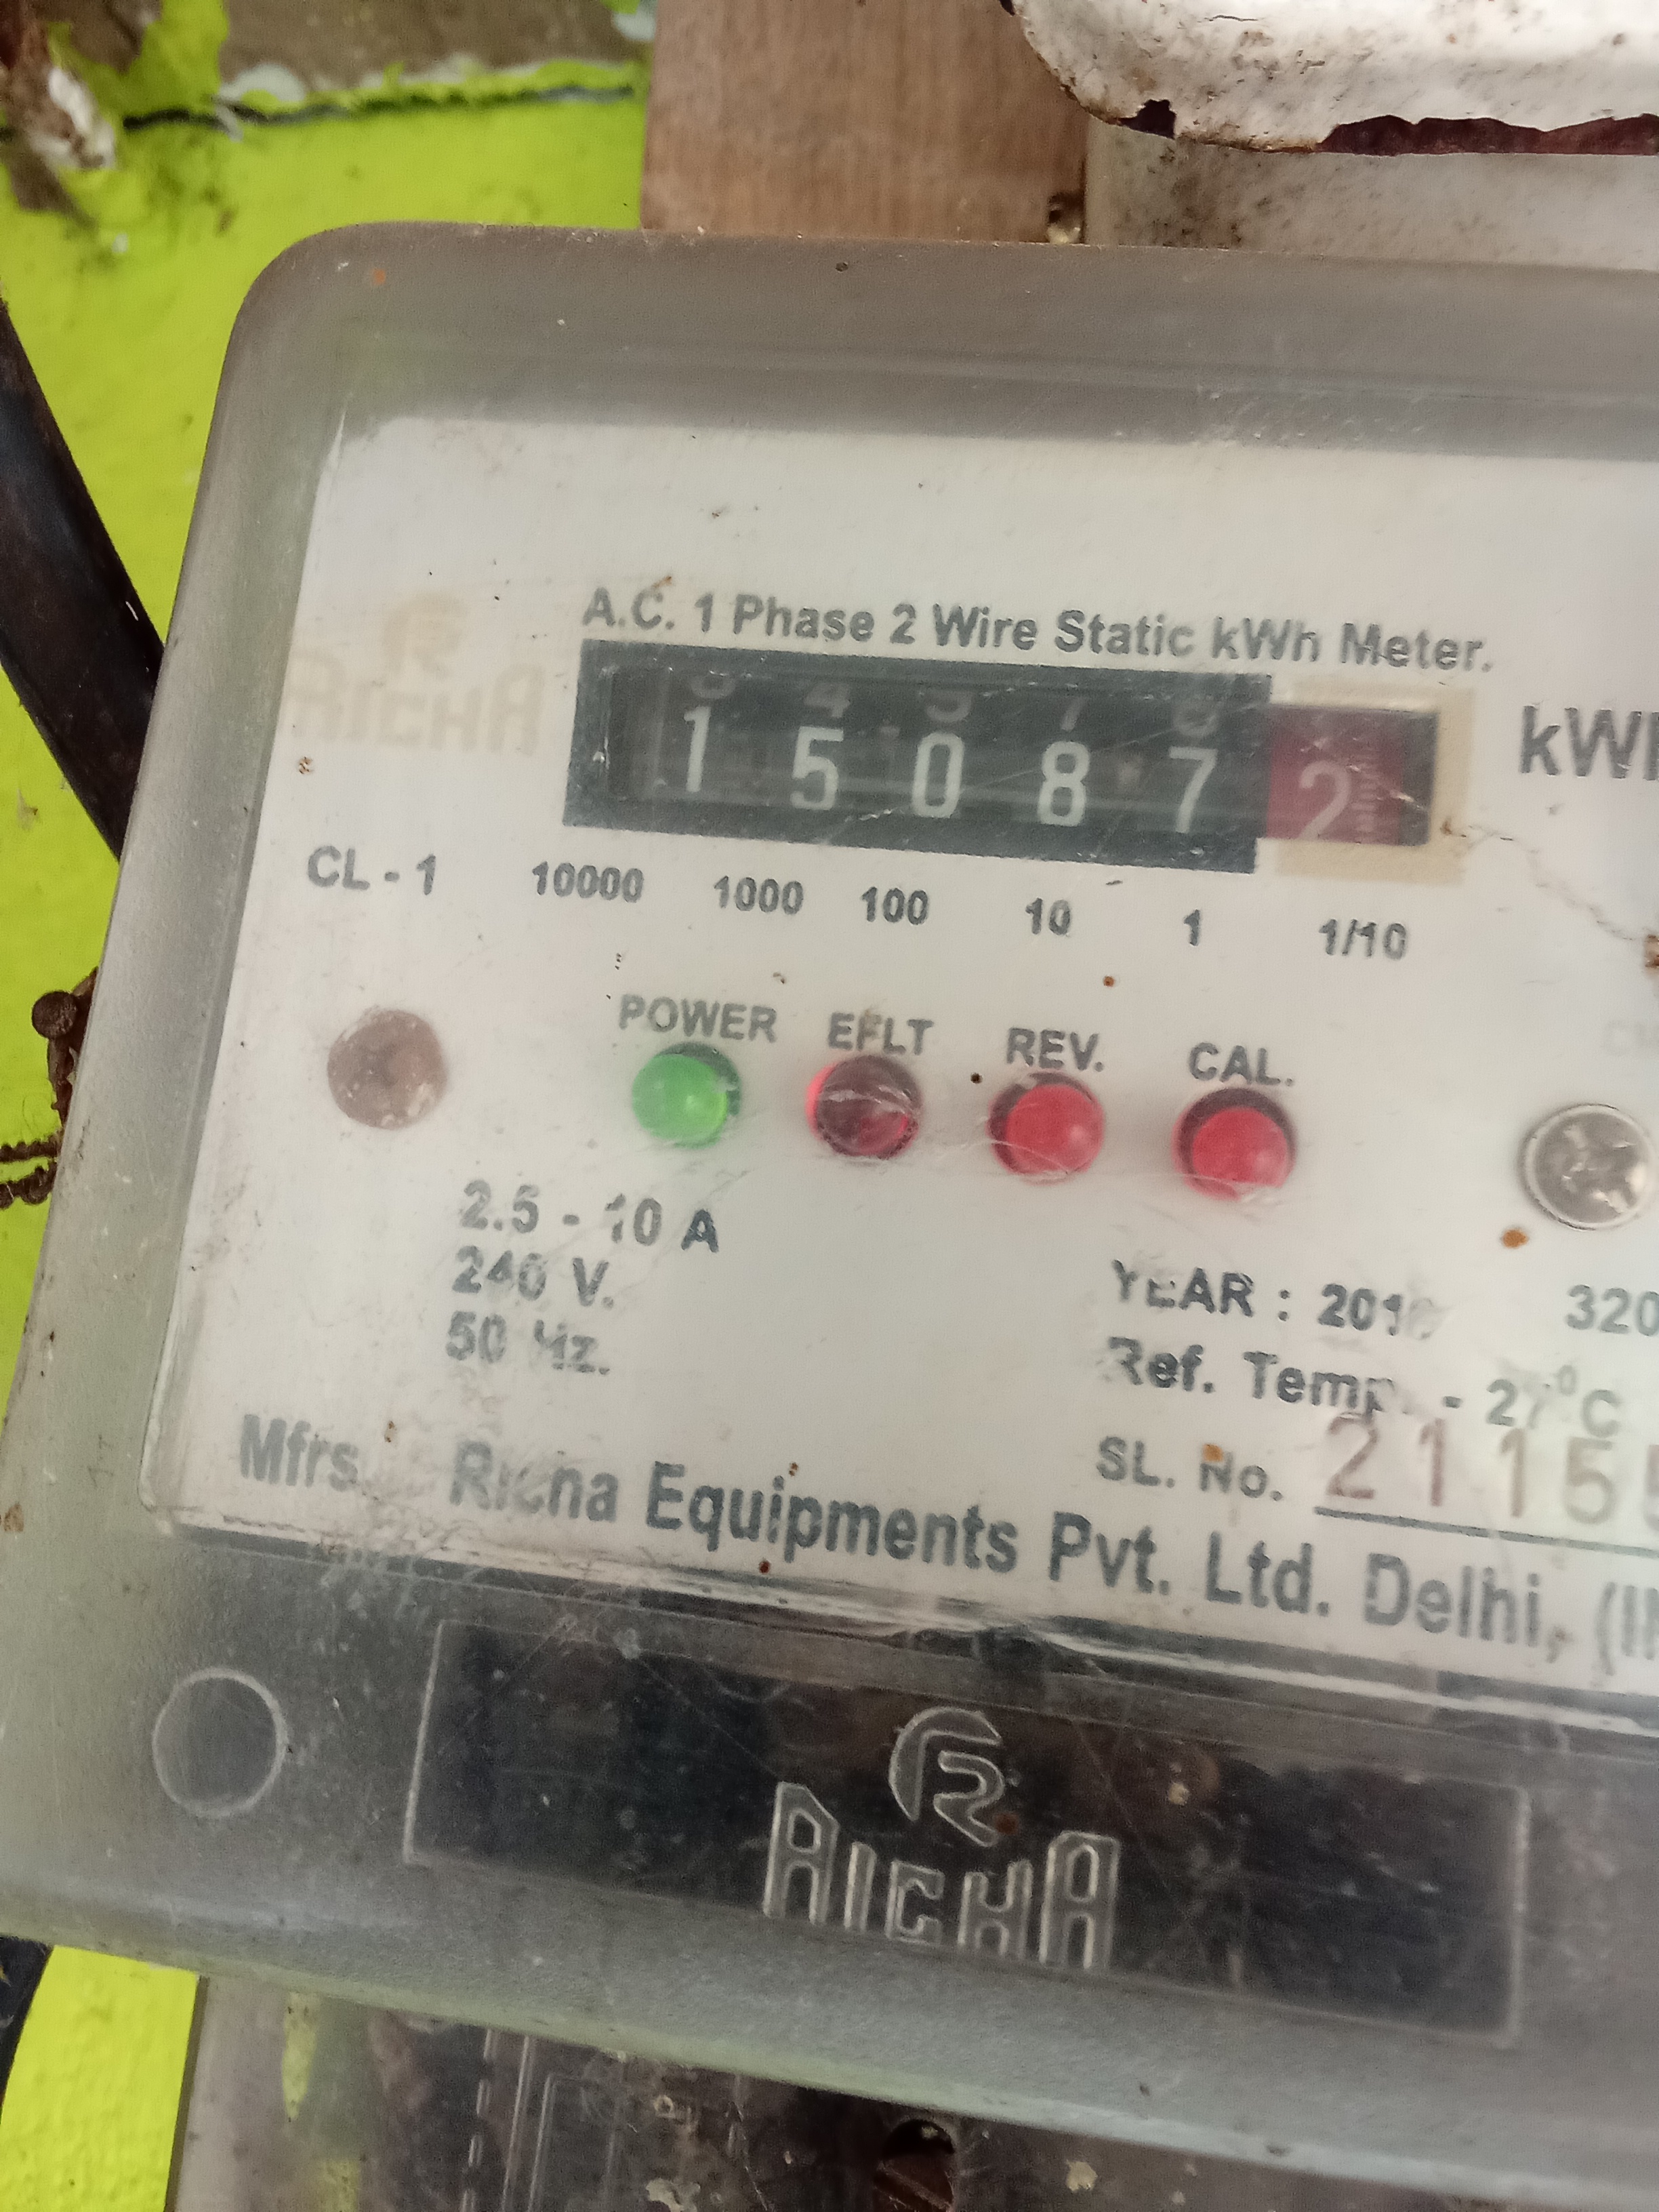 A.C. 1 Phase 2 Wire Static kWh Meter.
1 5 0 8 7 2
CL - 1 10000 1000 100 10 1 1/10
POWER EFLT REV. CAL.
2.5 - 10 A
240 V.
50 Hz.
YEAR :
320
Ref. Temp. - 27°C
SL. No. 2115
Mfrs. Richa Equipments Pvt. Ltd. Delhi,
RICHA